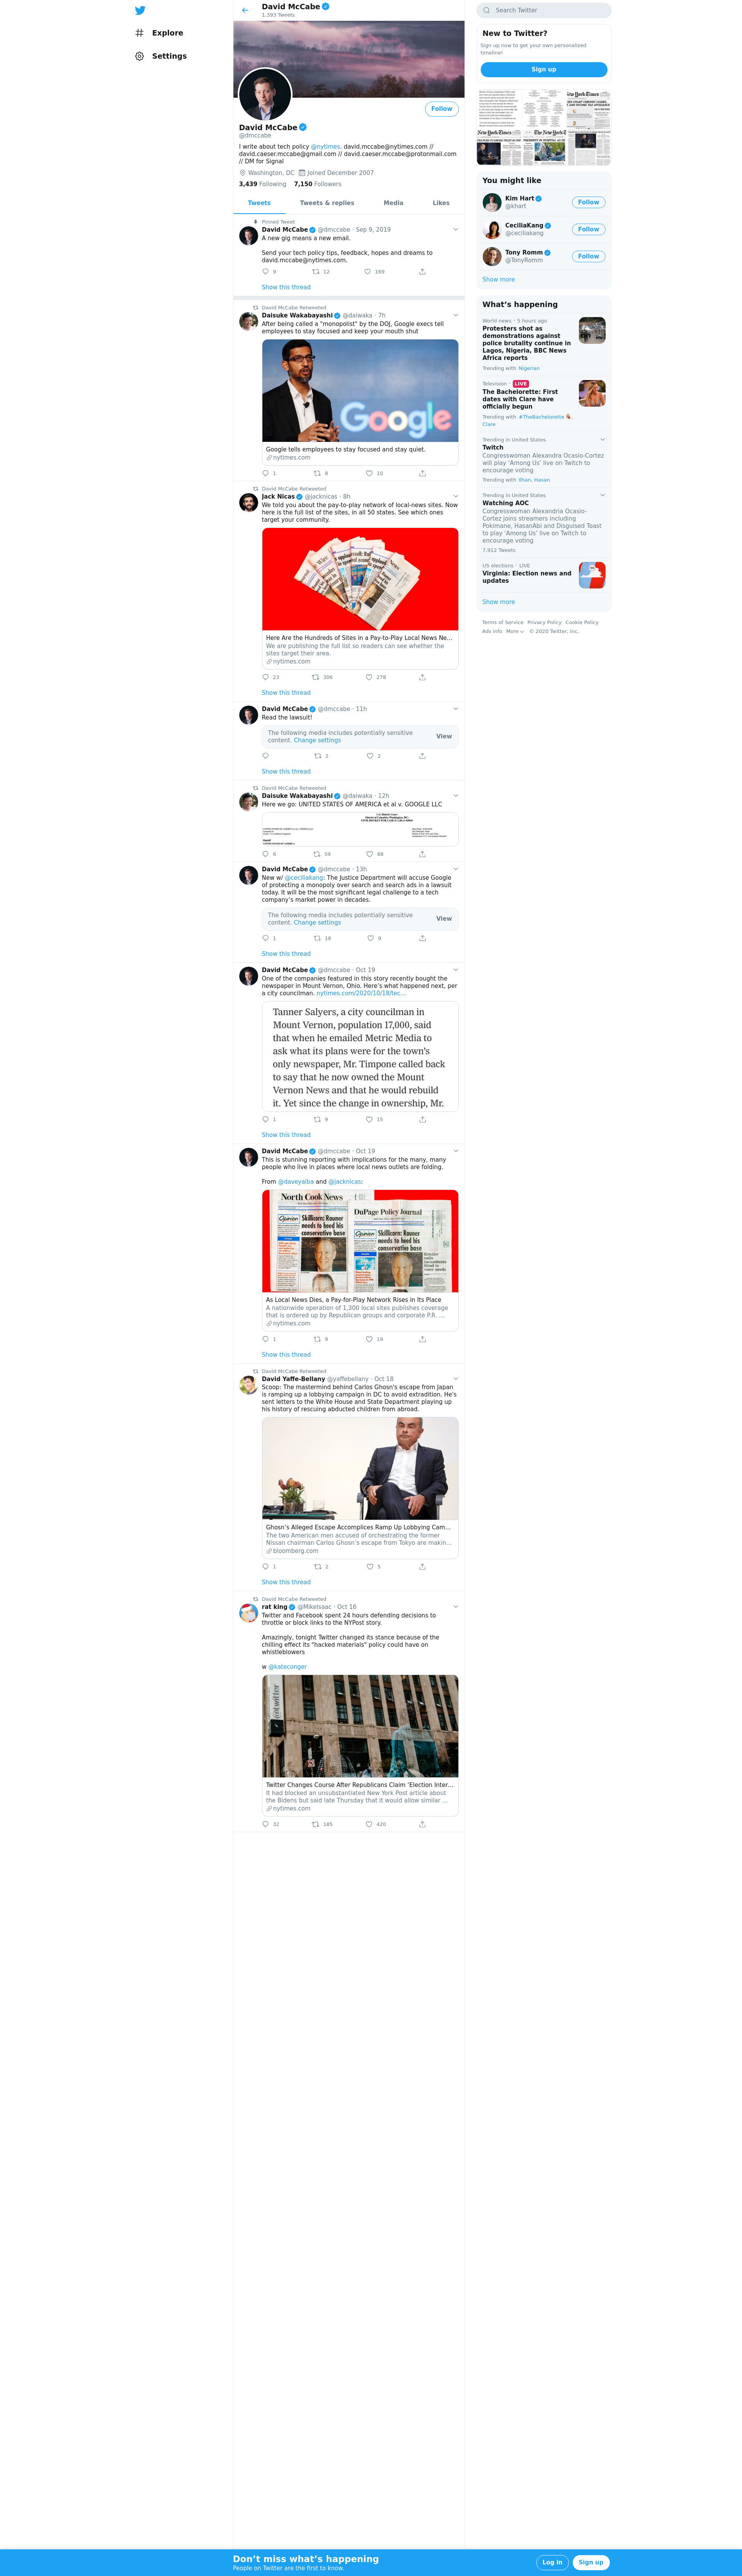 Explore
Settings
David McCabe
1,393 Tweets
Follow
David McCabe
@dmccabe
I write about tech policy @nytimes. david.mccabe@nytimes.com //
david.caeser.mccabe@gmail.com // david.caeser.mccabe@protonmail.com
// DM for Signal
Washington, DC Joined December 2007
3,439 Following 7,150 Followers
Tweets Tweets & replies Media Likes
Pinned Tweet
David McCabe @dmccabe · Sep 9, 2019
A new gig means a new email.
Send your tech policy tips, feedback, hopes and dreams to
david.mccabe@nytimes.com.
9 12 169
Show this thread
David McCabe Retweeted
Daisuke Wakabayashi @daiwaka · 7h
After being called a "monopolist" by the DOJ, Google execs tell
employees to stay focused and keep your mouth shut
Google
Google tells employees to stay focused and stay quiet.
nytimes.com
1 6 10
David McCabe Retweeted
Jack Nicas @jacknicas · 8h
We told you about the pay-to-play network of local-news sites. Now
here is the full list of the sites, in all 50 states. See which ones
target your community.
Here Are the Hundreds of Sites in a Pay-to-Play Local News Ne...
We are publishing the full list so readers can see whether the
sites target their area.
nytimes.com
23 306 278
Show this thread
David McCabe @dmccabe · 11h
Read the lawsuit!
The following media includes potentially sensitive
content. Change settings
View
2 2
Show this thread
David McCabe Retweeted
Daisuke Wakabayashi @daiwaka · 12h
Here we go: UNITED STATES OF AMERICA et al v. GOOGLE LLC
6 59 88
David McCabe @dmccabe · 13h
New w/ @ceciliakang: The Justice Department will accuse Google
of protecting a monopoly over search and search ads in a lawsuit
today. It will be the most significant legal challenge to a tech
company's market power in decades.
The following media includes potentially sensitive
content. Change settings
View
1 18 9
Show this thread
David McCabe @dmccabe · Oct 19
One of the companies featured in this story recently bought the
newspaper in Mount Vernon, Ohio. Here's what happened next, per
a city councilman. nytimes.com/2020/10/18/tec...
Tanner Salyers, a city councilman in
Mount Vernon, population 17,000, said
that when he emailed Metric Media to
ask what its plans were for the town's
only newspaper, Mr. Timpone called back
to say that he now owned the Mount
Vernon News and that he would rebuild
it. Yet since the change in ownership, Mr.
1 9 15
Show this thread
David McCabe @dmccabe · Oct 19
This is stunning reporting with implications for the many, many
people who live in places where local news outlets are folding.
From @daveyalba and @jacknicas:
North Cook News
DuPage Policy Journal
Opinion Skillicorn: Rauner
needs to heed his
conservative base
Opinion Skillicorn: Rauner
needs to heed his
conservative base
As Local News Dies, a Pay-for-Play Network Rises in Its Place
A nationwide operation of 1,300 local sites publishes coverage
that is ordered up by Republican groups and corporate P.R. ...
nytimes.com
1 9 19
Show this thread
David McCabe Retweeted
David Yaffe-Bellany @yaffebellany · Oct 18
Scoop: The mastermind behind Carlos Ghosn's escape from Japan
is ramping up a lobbying campaign in DC to avoid extradition. He's
sent letters to the White House and State Department playing up
his history of rescuing abducted children from abroad.
Ghosn's Alleged Escape Accomplices Ramp Up Lobbying Cam...
The two American men accused of orchestrating the former
Nissan chairman Carlos Ghosn's escape from Tokyo are makin...
bloomberg.com
1 2 5
Show this thread
David McCabe Retweeted
rat king @MikeIsaac · Oct 16
Twitter and Facebook spent 24 hours defending decisions to
throttle or block links to the NYPost story.
Amazingly, tonight Twitter changed its stance because of the
chilling effect its "hacked materials" policy could have on
whistleblowers
w @kateconger
twitter
Twitter Changes Course After Republicans Claim 'Election Inter...
It had blocked an unsubstantiated New York Post article about
the Bidens but said late Thursday that it would allow similar ...
nytimes.com
32 185 420
Search Twitter
New to Twitter?
Sign up now to get your own personalized
timeline!
Sign up
You might like
Kim Hart
@khart
Follow
CeciliaKang
@ceciliakang
Follow
Tony Romm
@TonyRomm
Follow
Show more
What's happening
World news · 5 hours ago
Protesters shot as
demonstrations against
police brutality continue in
Lagos, Nigeria, BBC News
Africa reports
Trending with Nigerian
Television · LIVE
The Bachelorette: First
dates with Clare have
officially begun
Trending with #TheBachelorette,
Clare
Trending in United States
Twitch
Congresswoman Alexandra Ocasio-Cortez
will play 'Among Us' live on Twitch to
encourage voting
Trending with Ilhan, Hasan
Trending in United States
Watching AOC
Congresswoman Alexandria Ocasio-
Cortez joins streamers including
Pokimane, HasanAbi and Disguised Toast
to play 'Among Us' live on Twitch to
encourage voting
7,912 Tweets
US elections · LIVE
Virginia: Election news and
updates
Show more
Terms of Service Privacy Policy Cookie Policy
Ads info More © 2020 Twitter, Inc.
Don't miss what's happening
People on Twitter are the first to know.
Log in Sign up